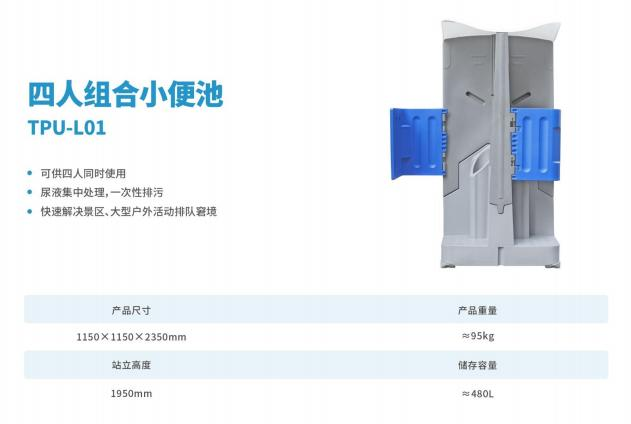 四人组合小便池
TPU-L01
可供四人同时使用
尿液集中处理，一次性排污
快速解决景区、大型户外活动排队窘境
产品尺寸
产品重量
1150×1150×2350mm
≈95kg
站立高度
储存容量
1950mm
≈480L